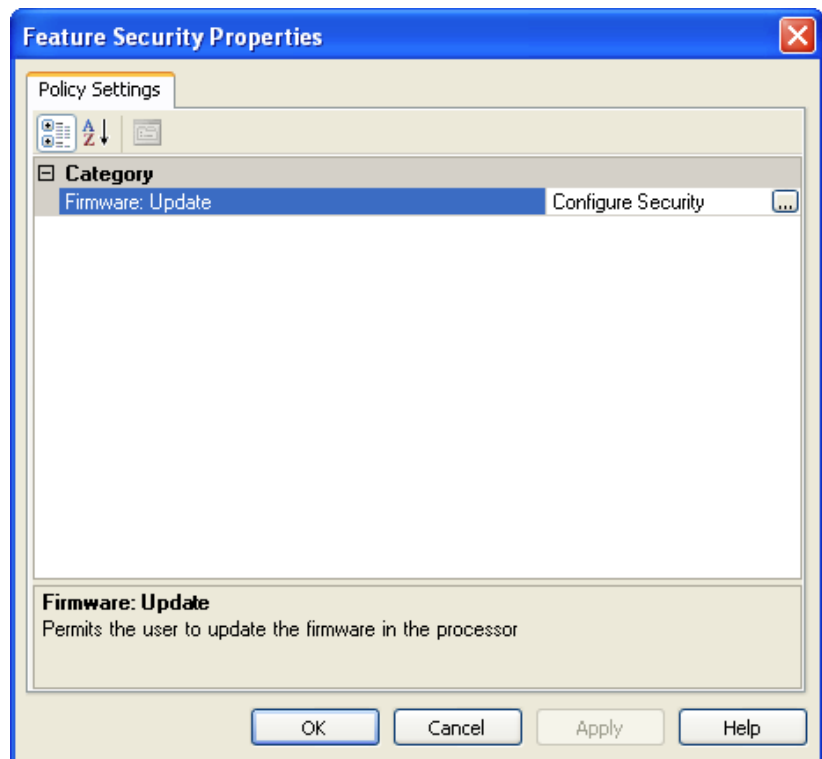 Feature Security Properties
Policy Settings
A
Z
Category
Firmware: Update Configure Security ...
Firmware: Update
Permits the user to update the firmware in the processor
OK Cancel Apply Help